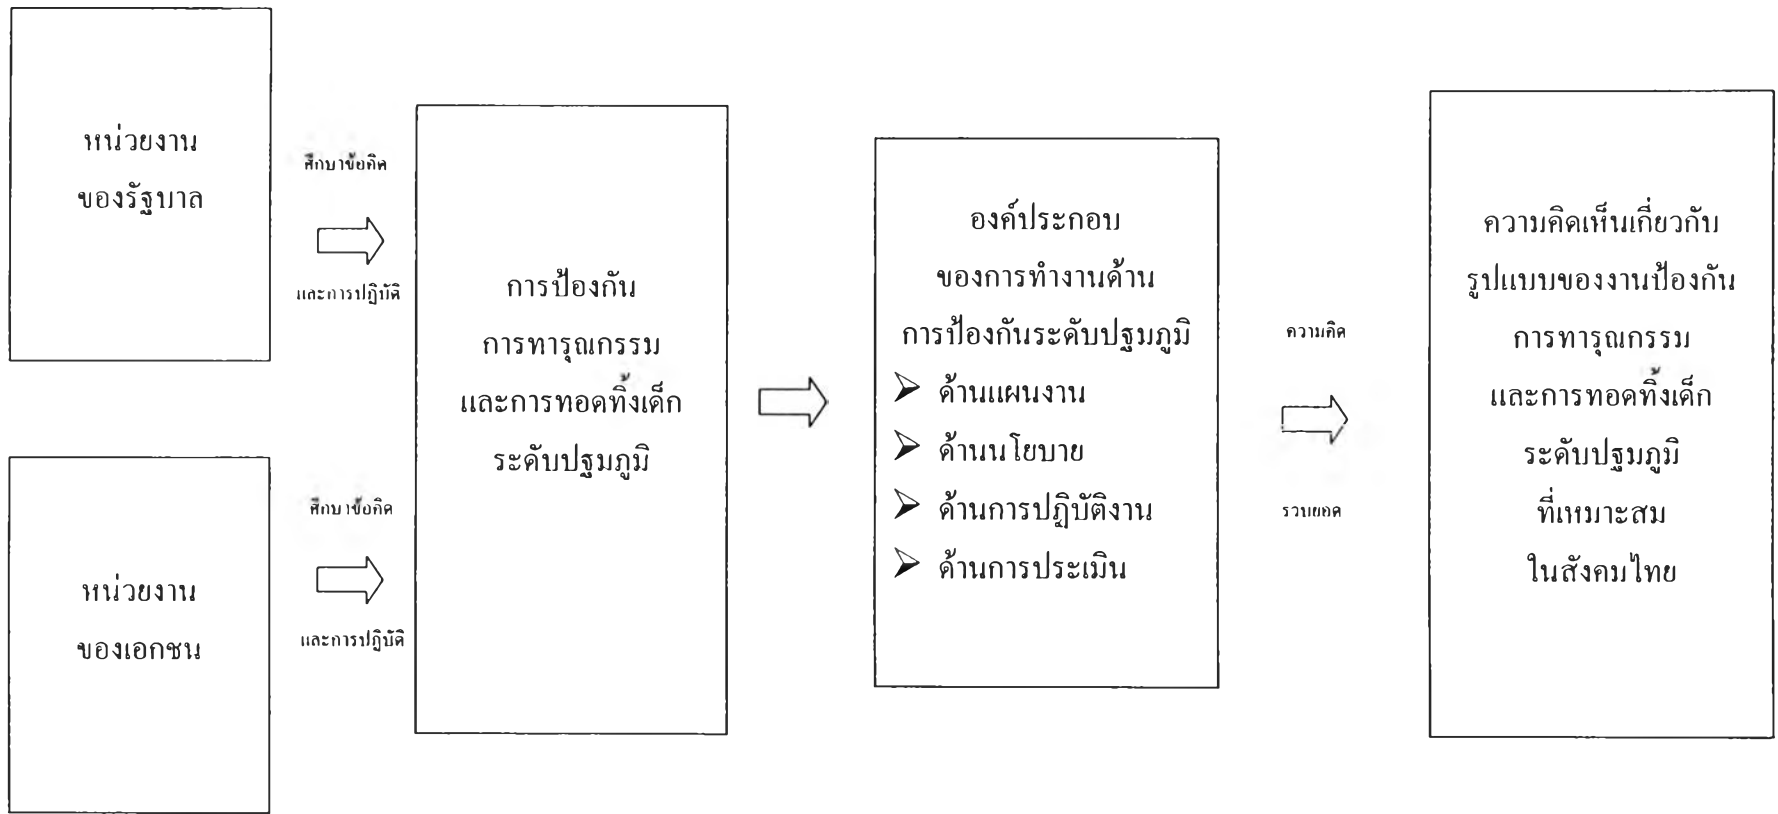 หน่วยงาน
ของรัฐบาล
ศึกษาข้อคิด
และการปฏิบัติ
หน่วยงาน
ของเอกชน
ศึกษาข้อคิด
และการปฏิบัติ
การป้องกัน
การทารุณกรรม
และการทอดทิ้งเด็ก
ระดับปฐมภูมิ
องค์ประกอบ
ของการทำงานด้าน
การป้องกันระดับปฐมภูมิ
➢ ด้านแผนงาน
➢ ด้านนโยบาย
➢ ด้านการปฏิบัติงาน
➢ ด้านการประเมิน
ความคิด
รวบยอด
ความคิดเห็นเกี่ยวกับ
รูปแบบของงานป้องกัน
การทารุณกรรม
และการทอดทิ้งเด็ก
ระดับปฐมภูมิ
ที่เหมาะสม
ในสังคมไทย